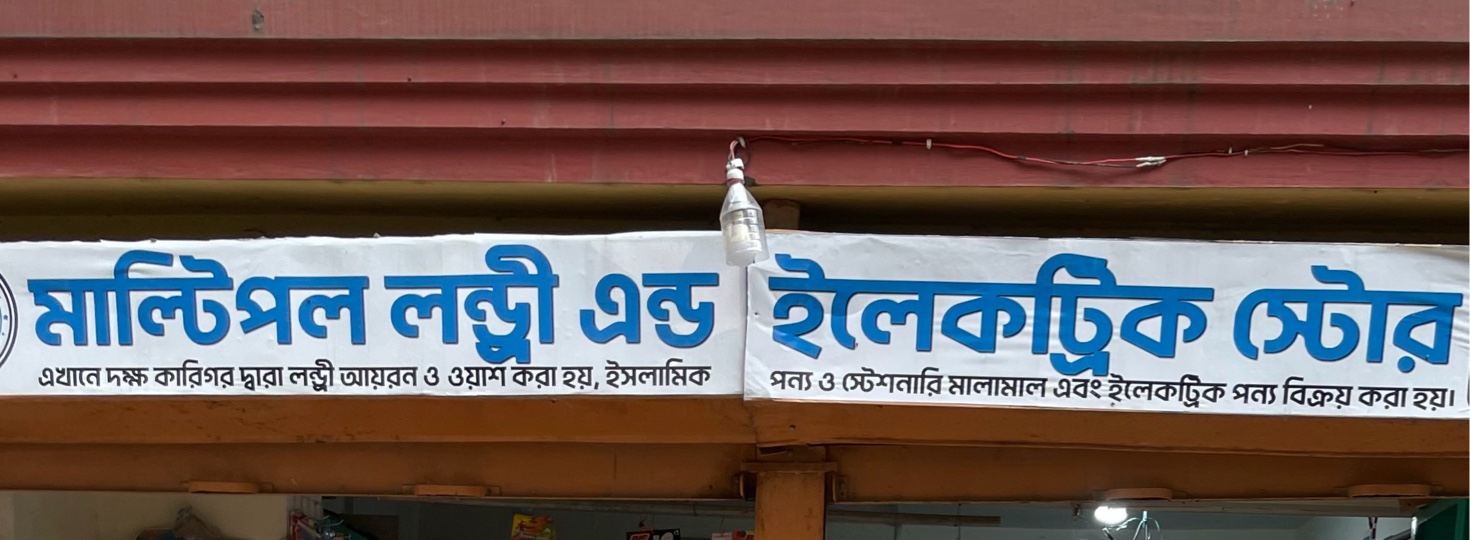 মাল্টিপল লন্ড্রী এন্ড ইলেকট্রিক স্টোর
এখানে দক্ষ কারিগর দ্বারা লন্ড্রী আয়রন ও ওয়াশ করা হয়, ইসলামিক পন্য ও স্টেশনারি মালামাল এবং ইলেকট্রিক পন্য বিক্রয় করা হয়।